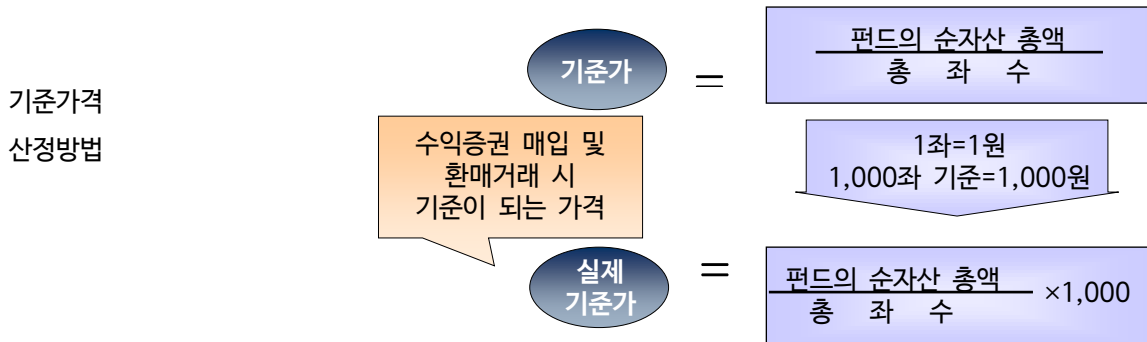 기준가격
산정방법
기준가
=
펀드의 순자산 총액
총 좌 수
수익증권 매입 및
환매거래 시
기준이 되는 가격
1좌=1원
1,000좌 기준=1,000원
실제
기준가
=
펀드의 순자산 총액
총 좌 수
×1,000